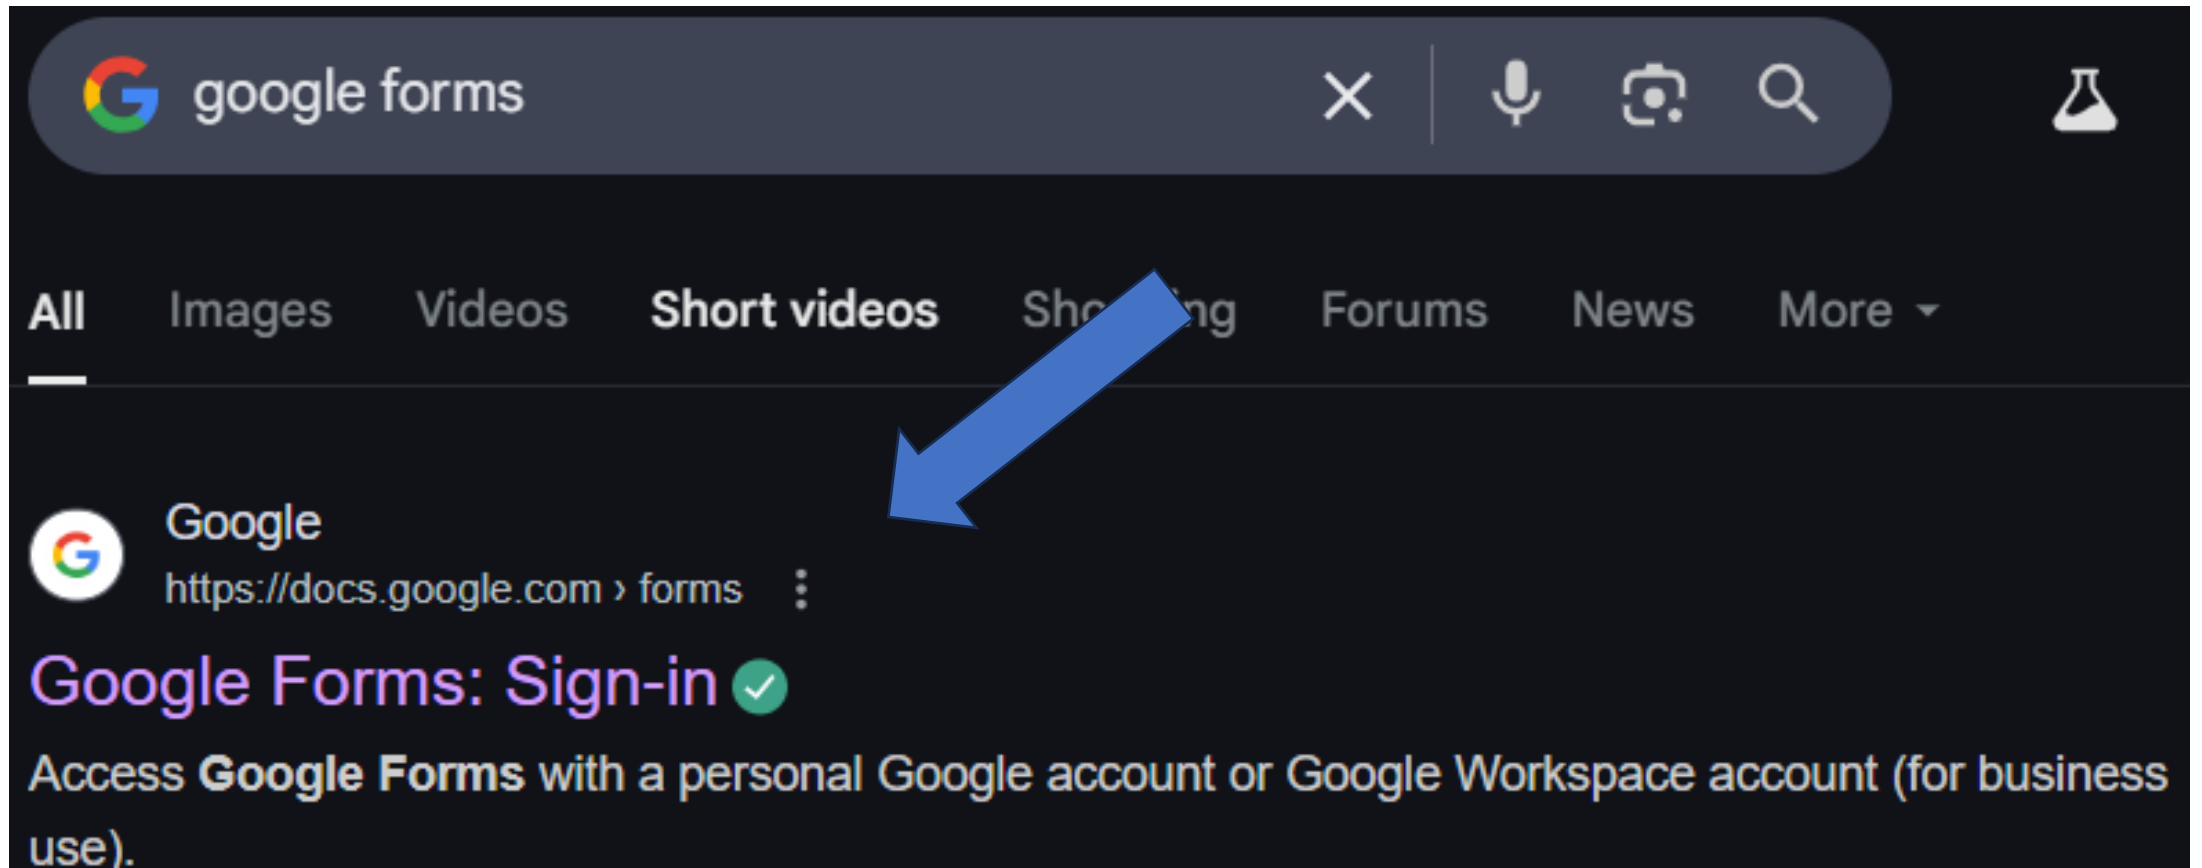 google forms
All Images Videos Short videos Forums News More
Google
https://docs.google.com › forms
Google Forms: Sign-in
Access Google Forms with a personal Google account or Google Workspace account (for business
use).